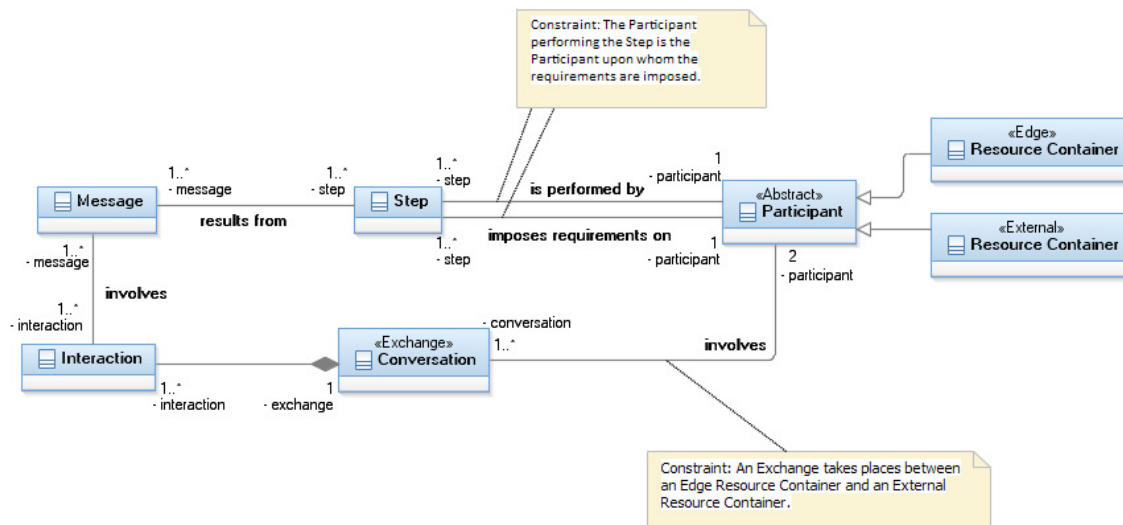 Constraint: The Participant
performing the Step is the
Participant upon whom the
requirements are imposed.
«Edge»
Resource Container
1..*
- message
1..*
- step
1..*
- step
1
- participant
is performed by
Message
results from
Step
«Abstract»
Participant
«External»
Resource Container
imposes requirements on
1..*
- step
1
- participant
1..*
- message
2
- participant
involves
1..*
- interaction
- conversation
1..*
involves
Interaction
«Exchange»
Conversation
1..*
- interaction
1
- exchange
Constraint: An Exchange takes places between
an Edge Resource Container and an External
Resource Container.